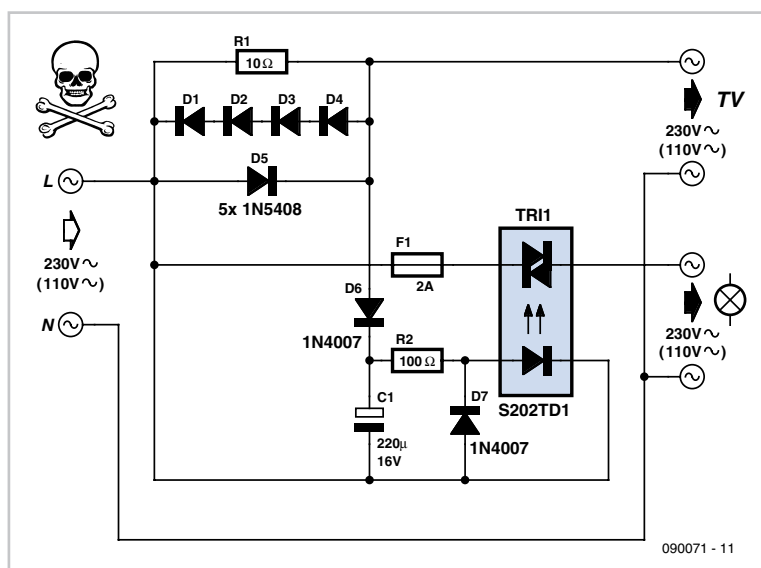 R1
10Ω
D1 D2 D3 D4
TV
230V~
(110V~)
D5
5x 1N5408
L
230V~
(110V~)
N
TRI1
F1
2A
D6
1N4007
R2
100Ω
230V~
(110V~)
S202TD1
C1
220µ
16V
D7
1N4007
090071 - 11